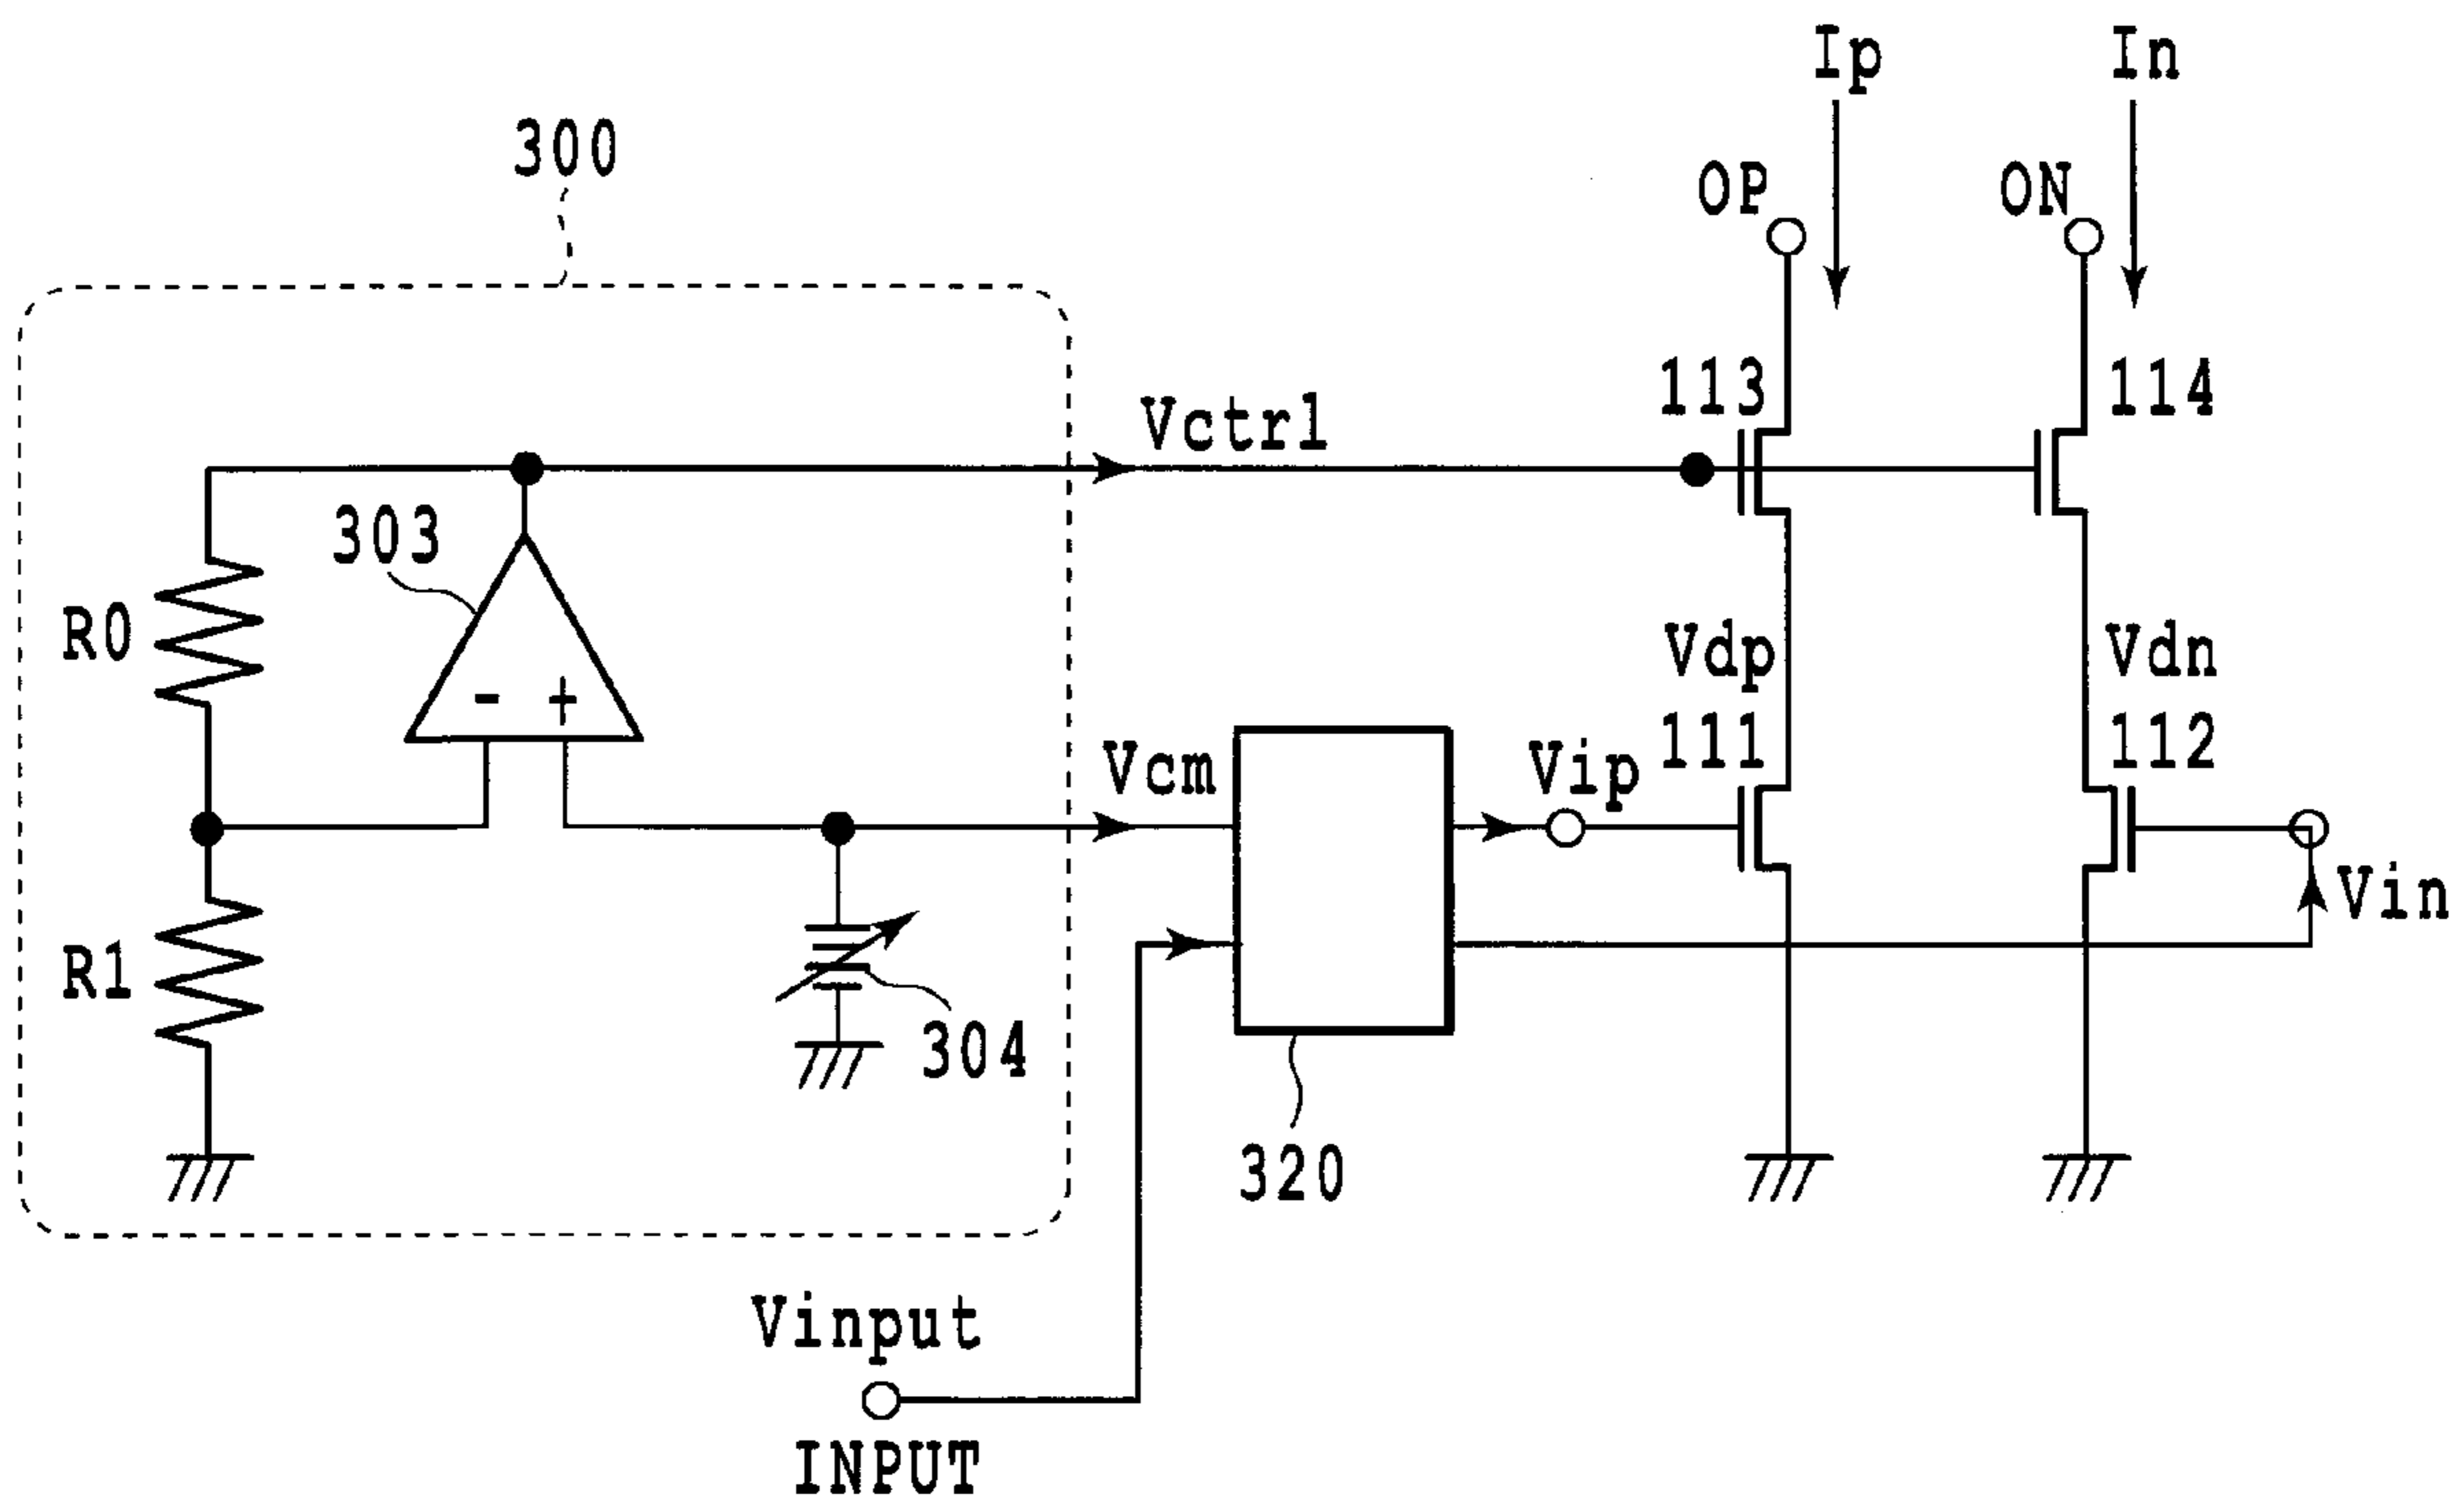 Ip
In
300
OP
ON
113
114
Vctrl
303
R0
- +
Vdp
Vdn
111
112
Vcm
Vip
Vin
R1
304
320
Vinput
INPUT